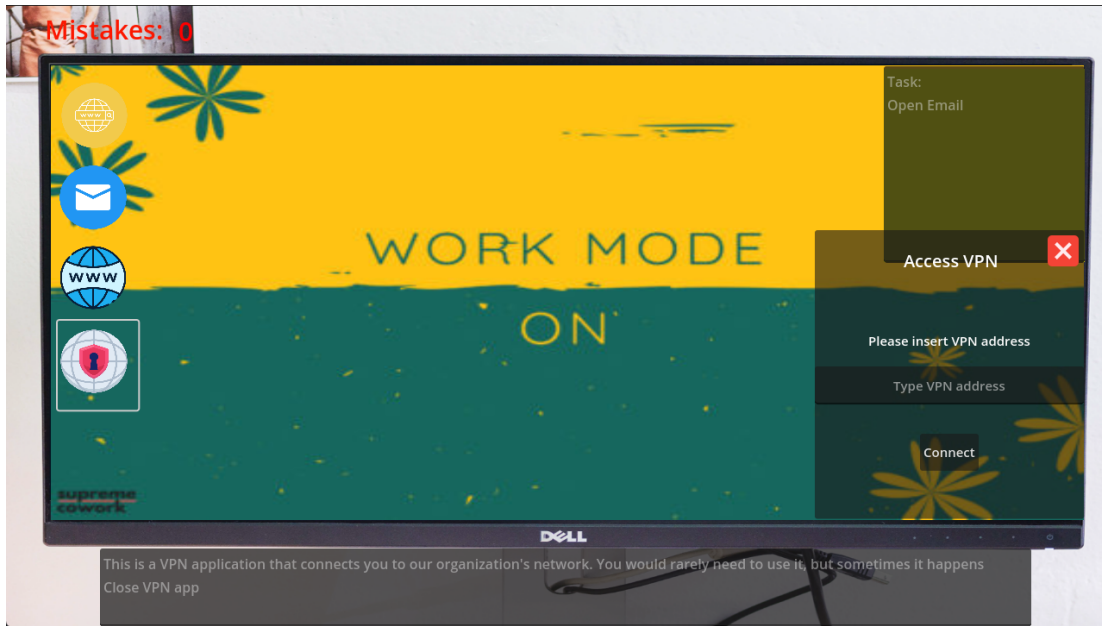 Mistakes: 0
www
Task:
Open Email
www
WORK MODE
ON
Access VPN
Please insert VPN address
Type VPN address
Connect
supreme
cowork
DELL
This is a VPN application that connects you to our organization's network. You would rarely need to use it, but sometimes it happens
Close VPN app